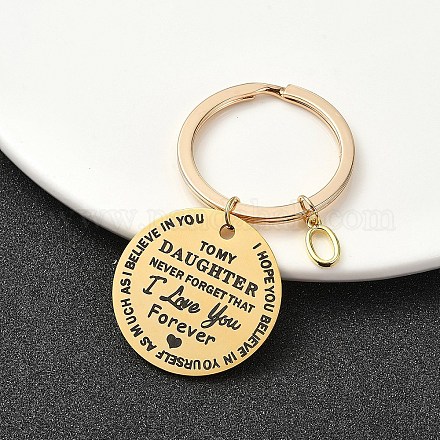 I HOPE YOU BELIEVE IN YOURSELF AS MUCH AS I BELIEVE IN YOU
TO MY
DAUGHTER
NEVER FORGET THAT
I Love You
Forever
O